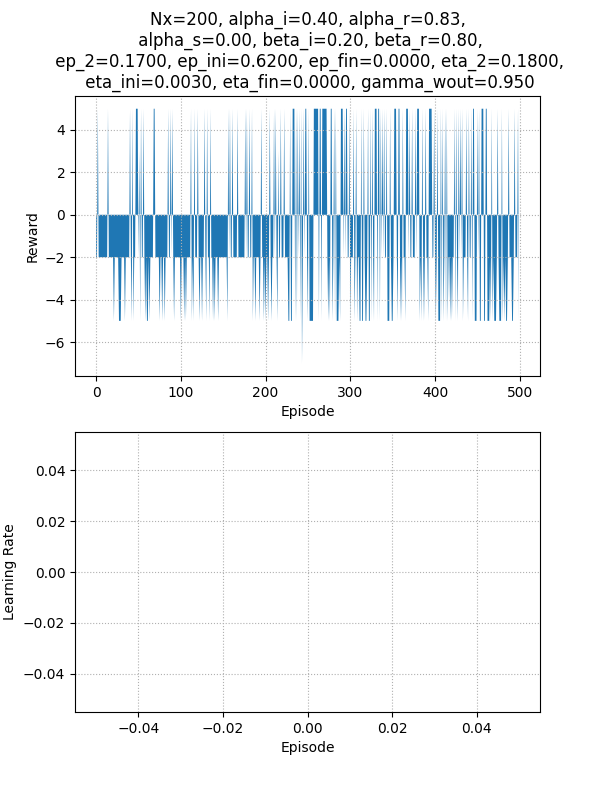 Nx=200, alpha_i=0.40, alpha_r=0.83,
alpha_s=0.00, beta_i=0.20, beta_r=0.80,
ep_2=0.1700, ep_ini=0.6200, ep_fin=0.0000, eta_2=0.1800,
eta_ini=0.0030, eta_fin=0.0000, gamma_wout=0.950
4
2
0
−2
−4
−6
Reward
0 100 200 300 400 500
Episode
0.04
0.02
0.00
−0.02
−0.04
Learning Rate
−0.04 −0.02 0.00 0.02 0.04
Episode